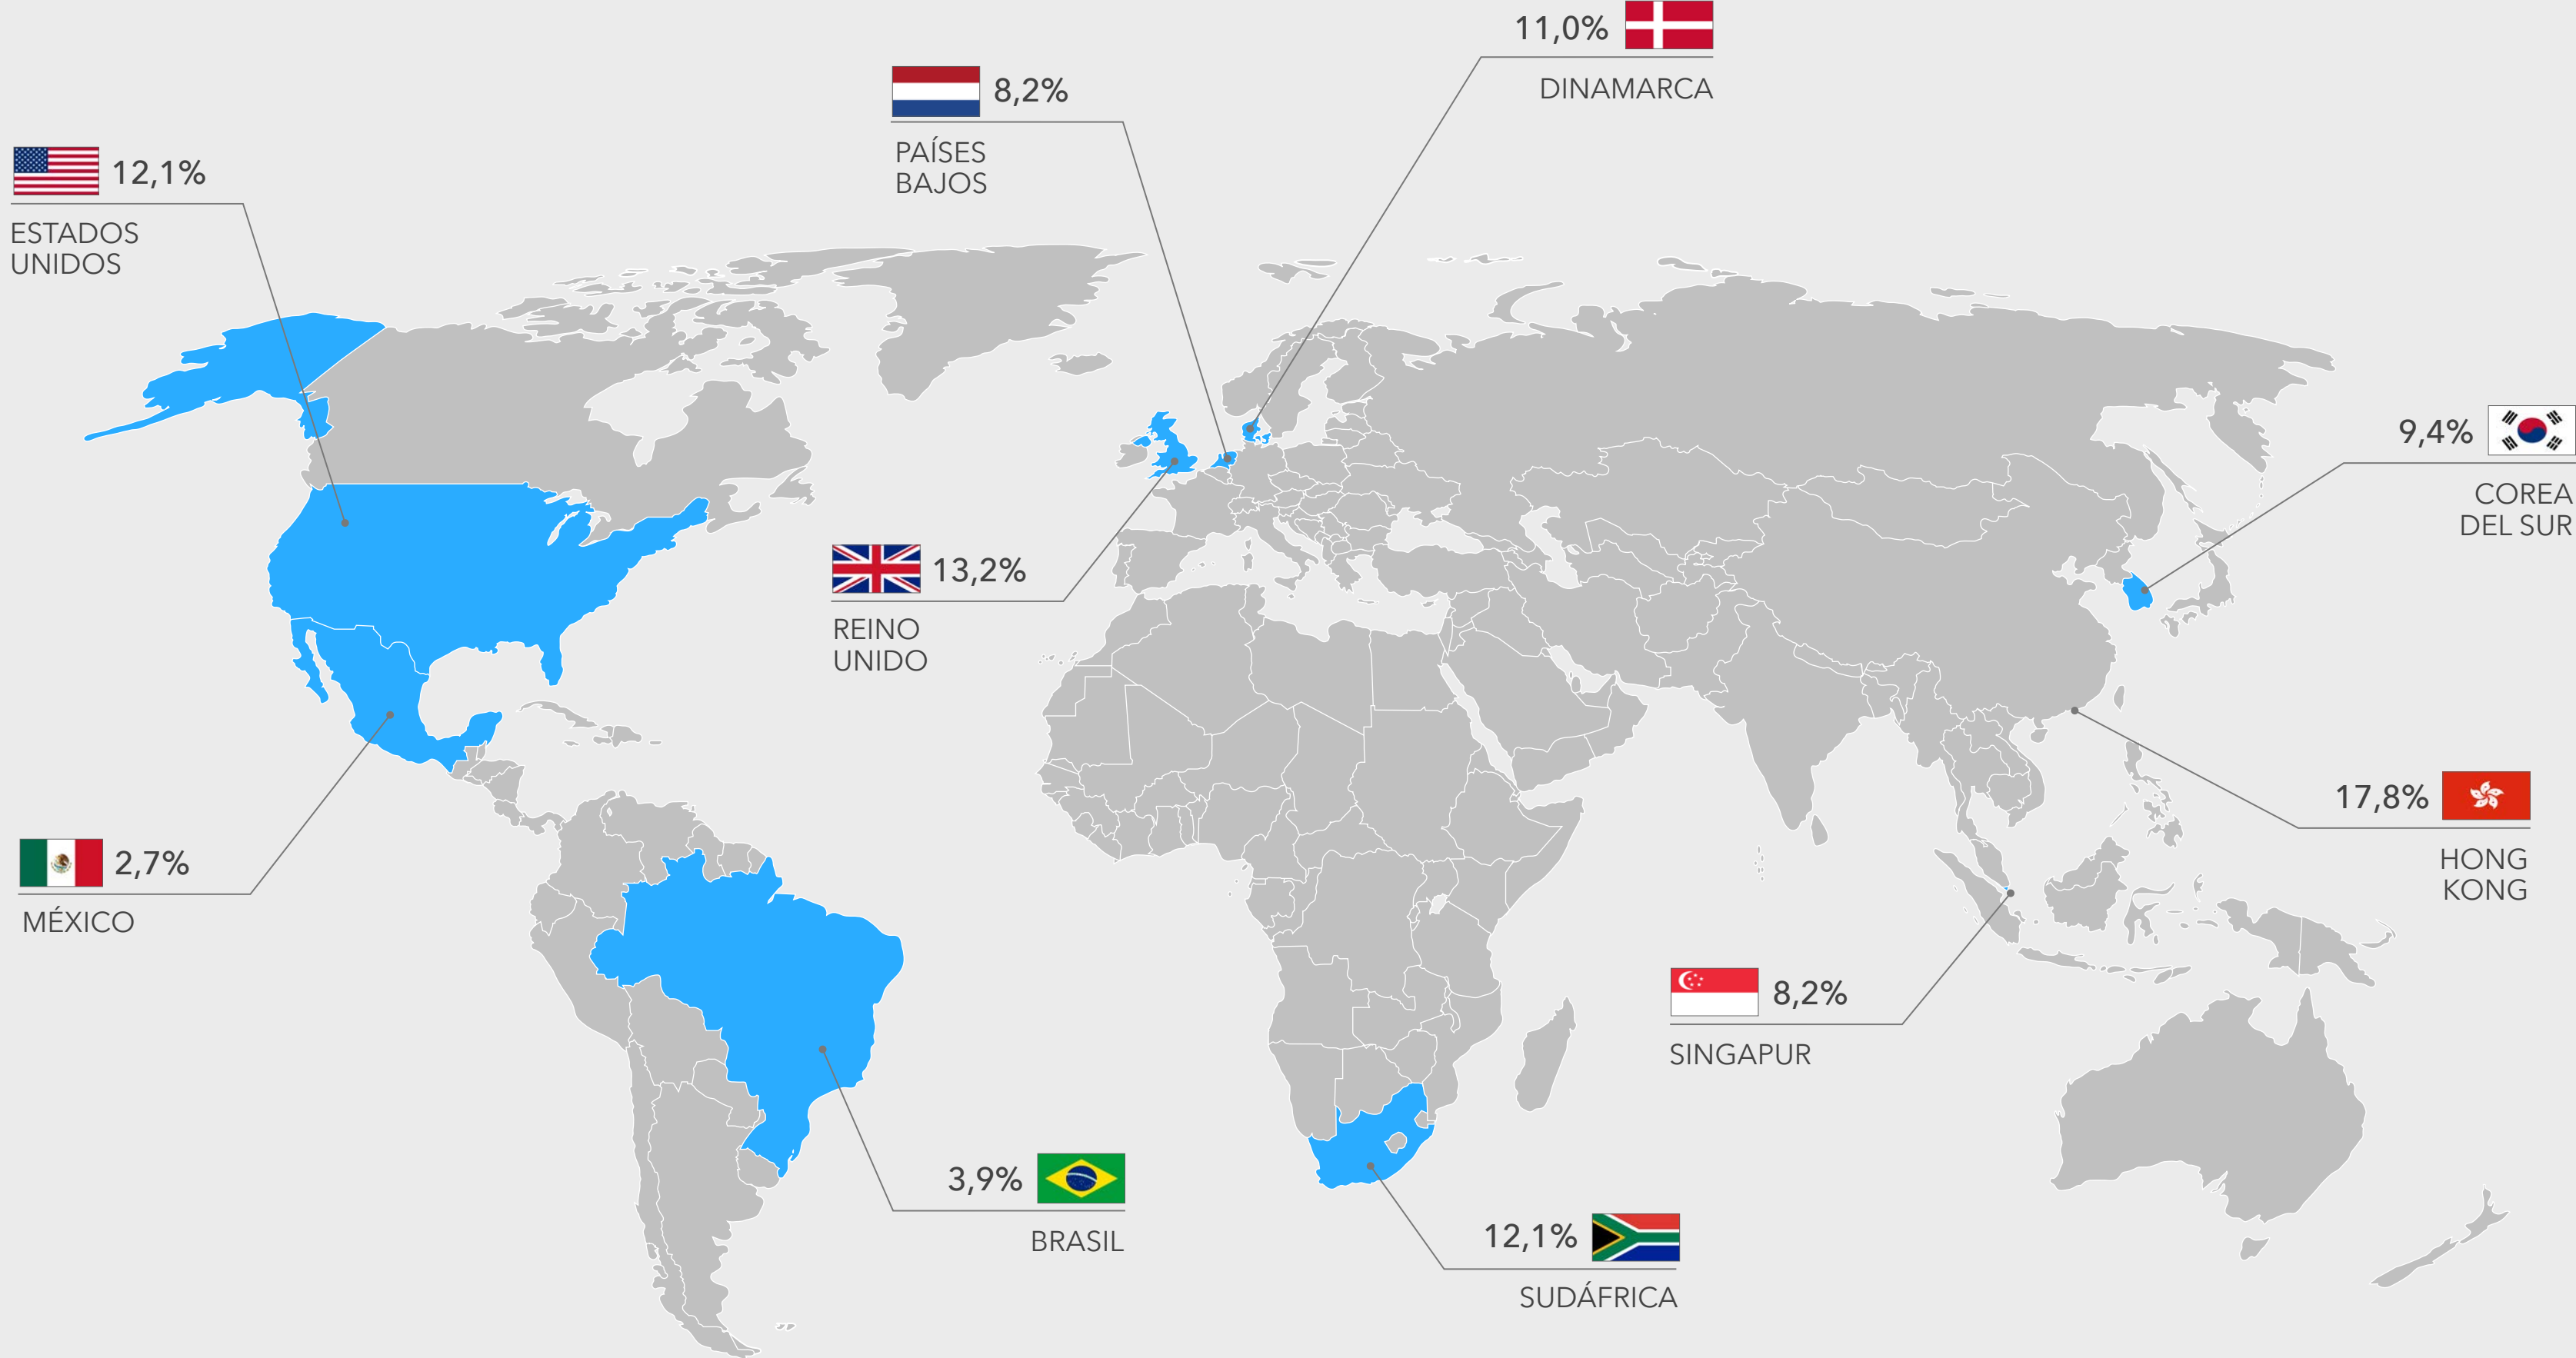 11,0%
DINAMARCA
8,2%
PAÍSES
BAJOS
12,1%
ESTADOS
UNIDOS
9,4%
COREA
DEL SUR
13,2%
REINO
UNIDO
17,8%
HONG
KONG
2,7%
MÉXICO
8,2%
SINGAPUR
3,9%
BRASIL
12,1%
SUDÁFRICA